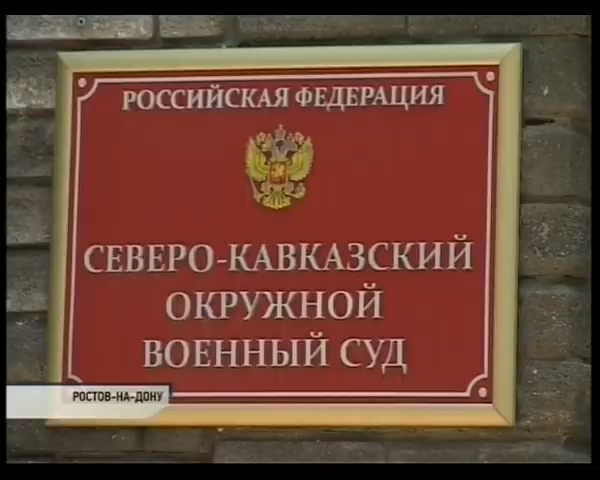 РОССИЙСКАЯ ФЕДЕРАЦИЯ
СЕВЕРО-КАВКАЗСКИЙ
ОКРУЖНОЙ
ВОЕННЫЙ СУД
РОСТОВ-НА-ДОНУ